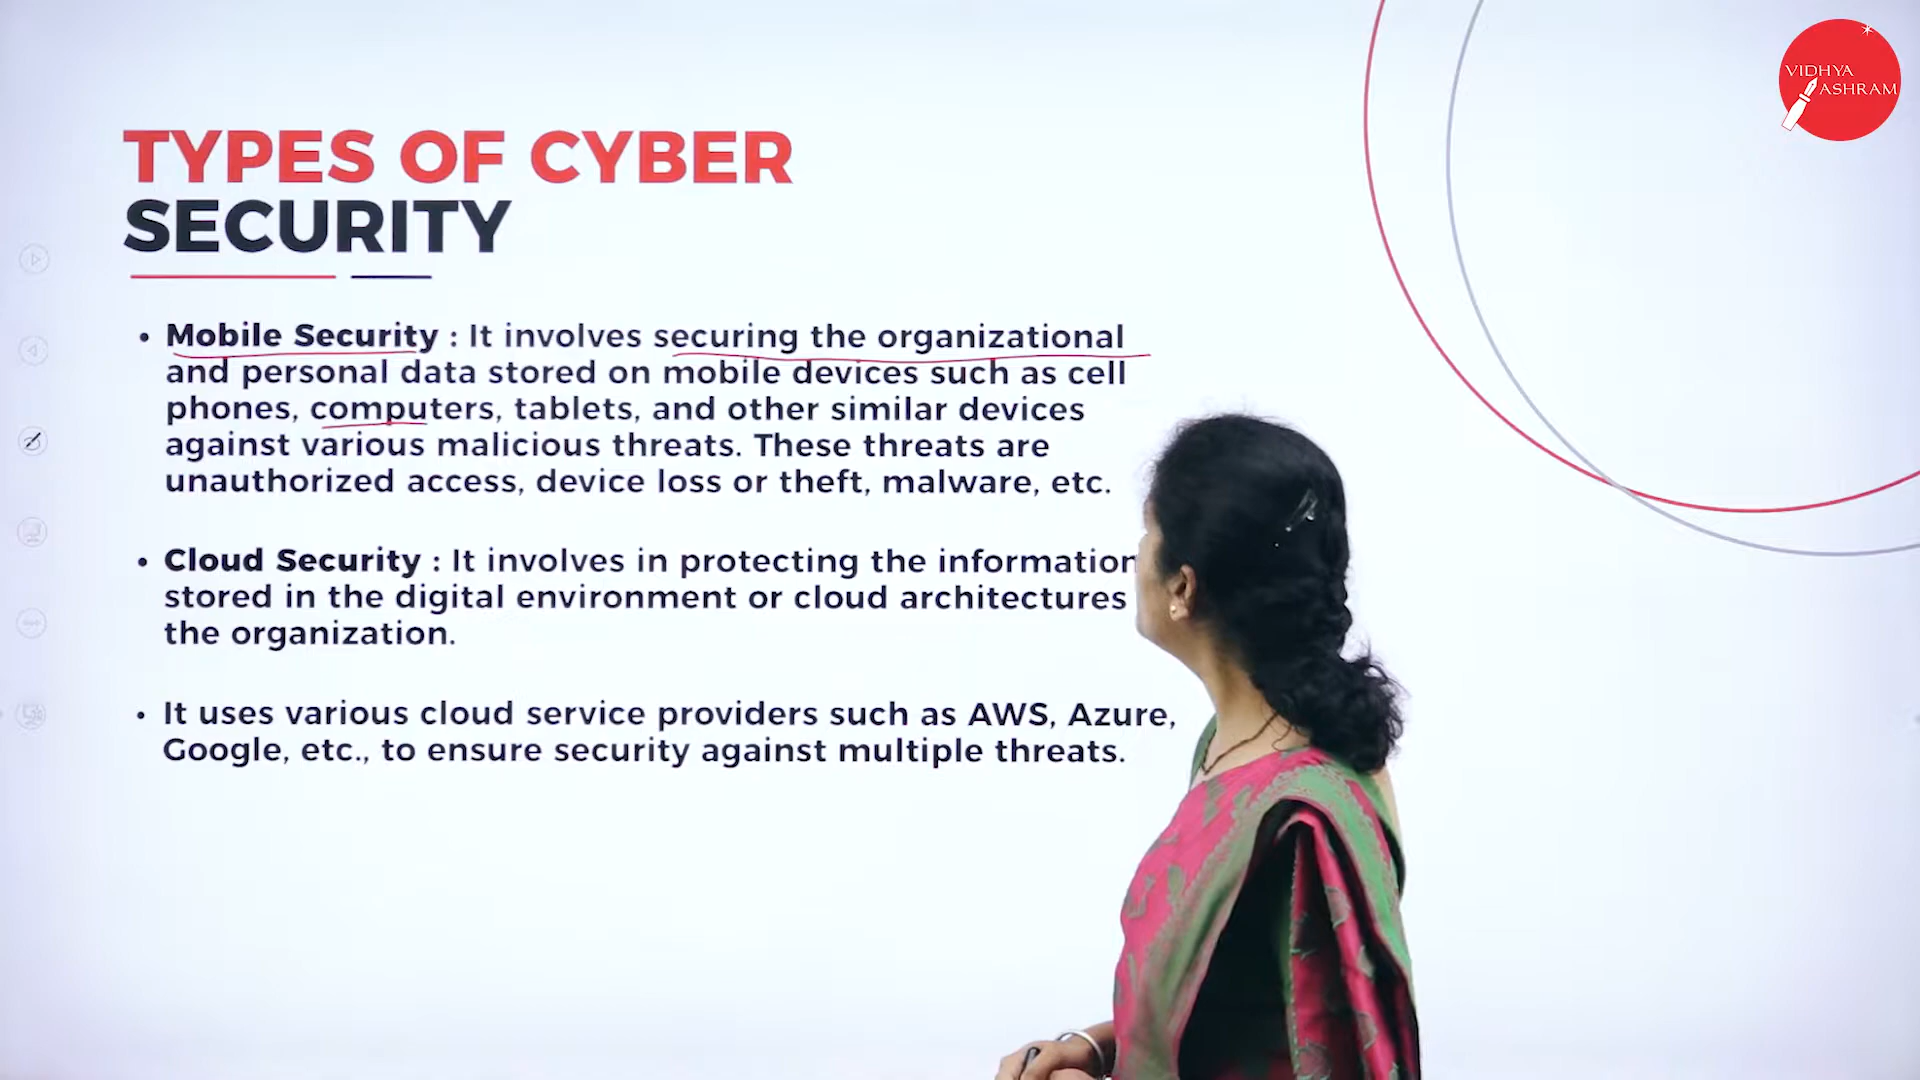 VIDHYA
ASHRAM
TYPES OF CYBER
SECURITY
• Mobile Security : It involves securing the organizational
and personal data stored on mobile devices such as cell
phones, computers, tablets, and other similar devices
against various malicious threats. These threats are
unauthorized access, device loss or theft, malware, etc.
• Cloud Security : It involves in protecting the information
stored in the digital environment or cloud architectures
the organization.
• It uses various cloud service providers such as AWS, Azure,
Google, etc., to ensure security against multiple threats.